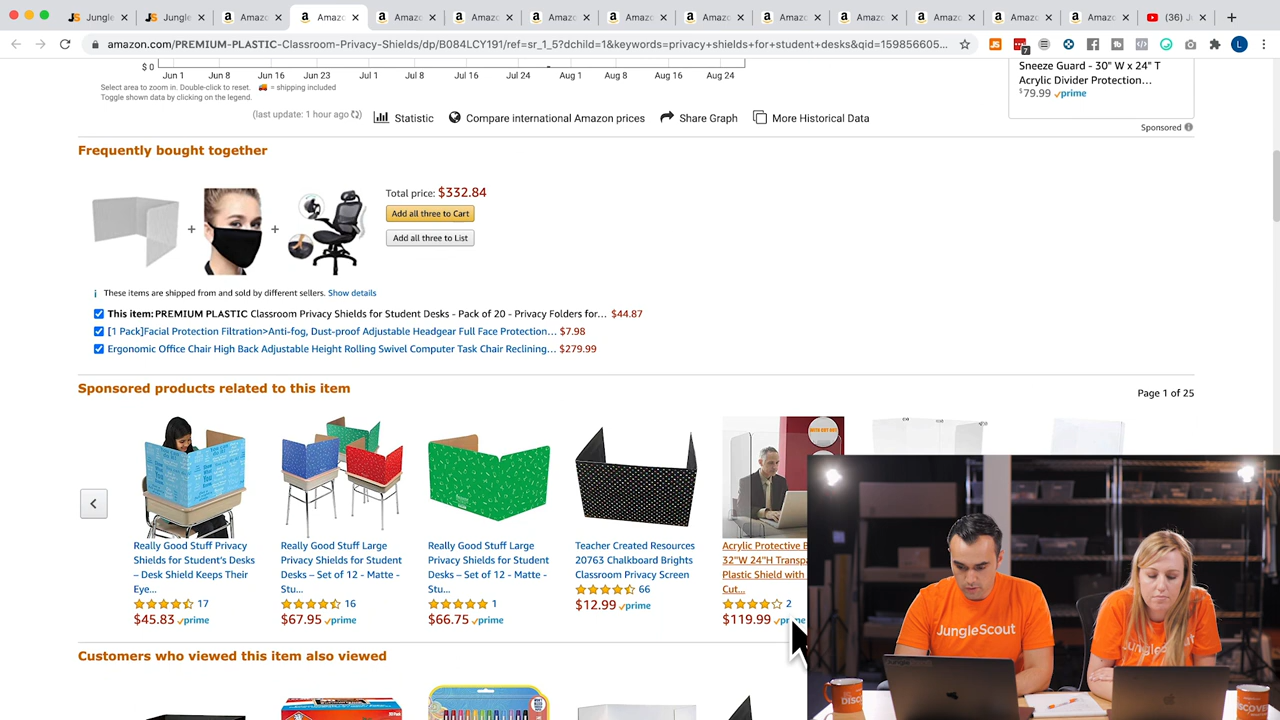 Jungle
Jungle
Amazo
Amazo
Amazo
Amazo
Amazo
Amazo
Amazo
Amazo
Amazo
Amazo
Amazo
Amazo
(36) J
amazon.com/PREMIUM-PLASTIC-Classroom-Privacy-Shields/dp/B084LCY191/ref=sr_1_5?dchild=1&keywords=privacy+shields+for+student+desks&qid=159856605...
$ 0
Jun 1 Jun 8 Jun 16 Jun 23 Jul 1 Jul 8 Jul 16 Jul 24 Aug 1 Aug 8 Aug 16 Aug 24
Select area to zoom in. Double-click to reset. = shipping included
Toggle shown data by clicking on the legend.
(last update: 1 hour ago) Statistic Compare international Amazon prices Share Graph More Historical Data
Sneeze Guard - 30" W x 24" T
Acrylic Divider Protection...
$79.99 prime
Sponsored
Frequently bought together
Total price: $332.84
Add all three to Cart
Add all three to List
These items are shipped from and sold by different sellers. Show details
This item: PREMIUM PLASTIC Classroom Privacy Shields for Student Desks - Pack of 20 - Privacy Folders for... $44.87
[1 Pack]Facial Protection Filtration>Anti-fog, Dust-proof Adjustable Headgear Full Face Protection... $7.98
Ergonomic Office Chair High Back Adjustable Height Rolling Swivel Computer Task Chair Reclining... $279.99
Sponsored products related to this item
Page 1 of 25
Really Good Stuff Privacy
Shields for Student's Desks
– Desk Shield Keeps Their
Eye...
17
$45.83 prime
Really Good Stuff Large
Privacy Shields for Student
Desks – Set of 12 - Matte -
Stu...
16
$67.95 prime
Really Good Stuff Large
Privacy Shields for Student
Desks – Set of 12 - Matte -
Stu...
1
$66.75 prime
Teacher Created Resources
20763 Chalkboard Brights
Classroom Privacy Screen
66
$12.99 prime
Acrylic Protective B
32"W 24"H Transpa
Plastic Shield with
Cut...
2
$119.99 prime
Customers who viewed this item also viewed
JungleScout
JungleScout
Jungle